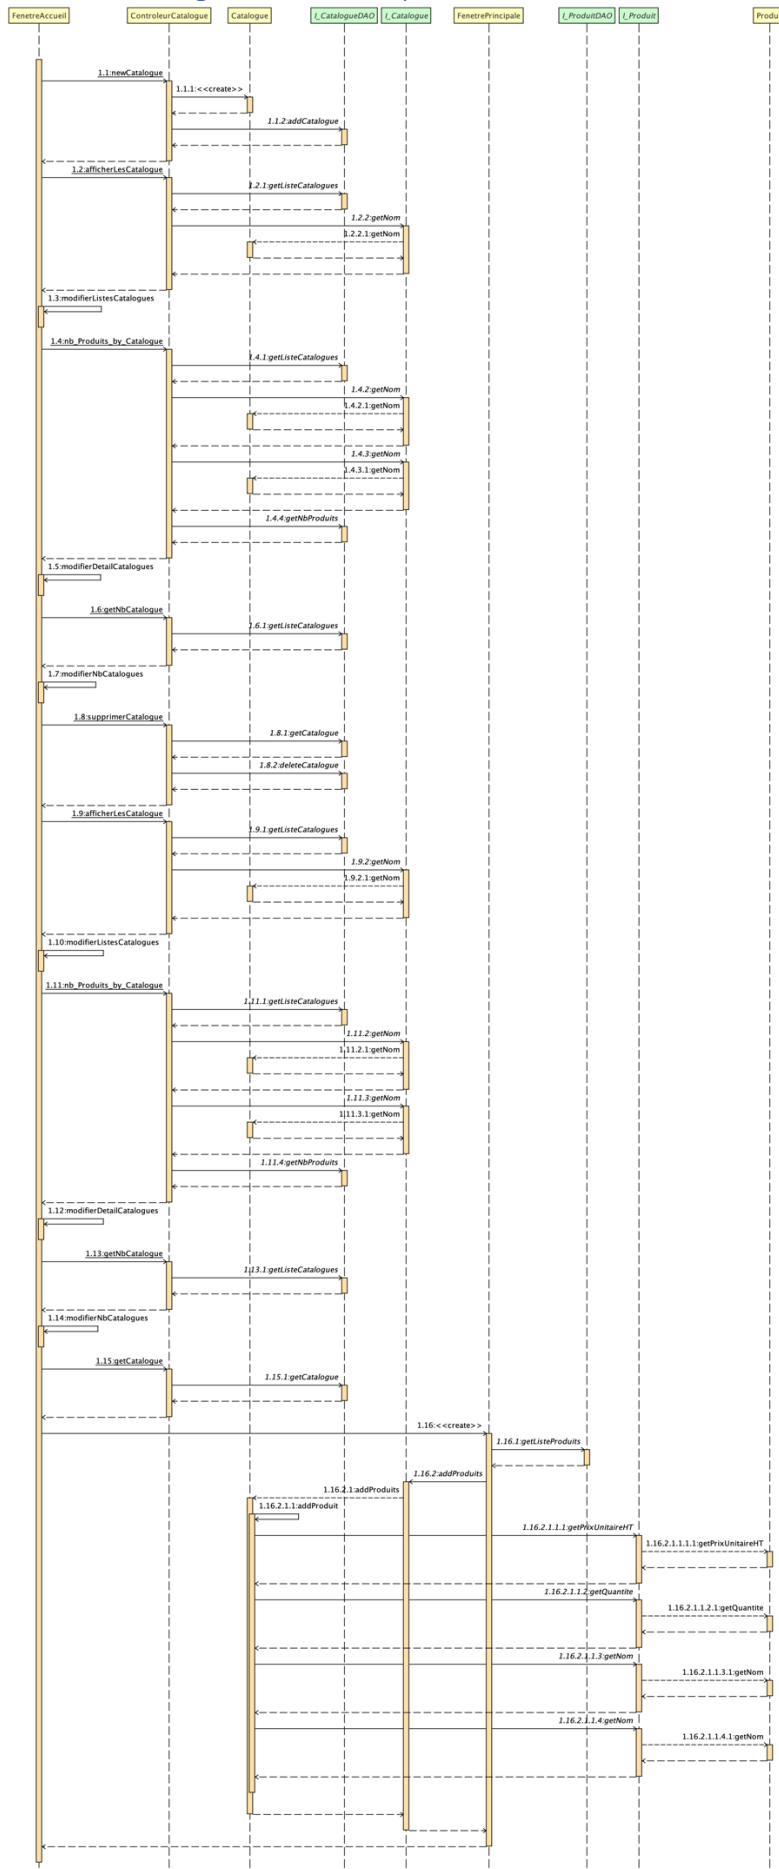 FenetreAccueil ControleurCatalogue Catalogue I_CatalogueDAO I_Catalogue FenetrePrincipale I_ProduitDAO I_Produit Produ
1.1:newCatalogue
1.1.1:<<create>>
1.1.2:addCatalogue
1.2:afficherLesCatalogue
1.2.1:getListeCatalogues
1.2.2:getNom
1.2.2.1:getNom
1.3:modifierListesCatalogues
1.4:nb_Produits_by_Catalogue
1.4.1:getListeCatalogues
1.4.2:getNom
1.4.2.1:getNom
1.4.3:getNom
1.4.3.1:getNom
1.4.4:getNbProduits
1.5:modifierDetailCatalogues
1.6:getNbCatalogue
1.6.1:getListeCatalogues
1.7:modifierNbCatalogues
1.8:supprimerCatalogue
1.8.1:getCatalogue
1.8.2:deleteCatalogue
1.9:afficherLesCatalogue
1.9.1:getListeCatalogues
1.9.2:getNom
1.9.2.1:getNom
1.10:modifierListesCatalogues
1.11:nb_Produits_by_Catalogue
1.11.1:getListeCatalogues
1.11.2:getNom
1.11.2.1:getNom
1.11.3:getNom
1.11.3.1:getNom
1.11.4:getNbProduits
1.12:modifierDetailCatalogues
1.13:getNbCatalogue
1.13.1:getListeCatalogues
1.14:modifierNbCatalogues
1.15:getCatalogue
1.15.1:getCatalogue
1.16:<<create>>
1.16.1:getListeProduits
1.16.2:addProduits
1.16.2.1:addProduits
1.16.2.1.1:addProduit
1.16.2.1.1.1:getPrixUnitaireHT
1.16.2.1.1.1.1:getPrixUnitaireHT
1.16.2.1.1.2:getQuantite
1.16.2.1.1.2.1:getQuantite
1.16.2.1.1.3:getNom
1.16.2.1.1.3.1:getNom
1.16.2.1.1.4:getNom
1.16.2.1.1.4.1:getNom